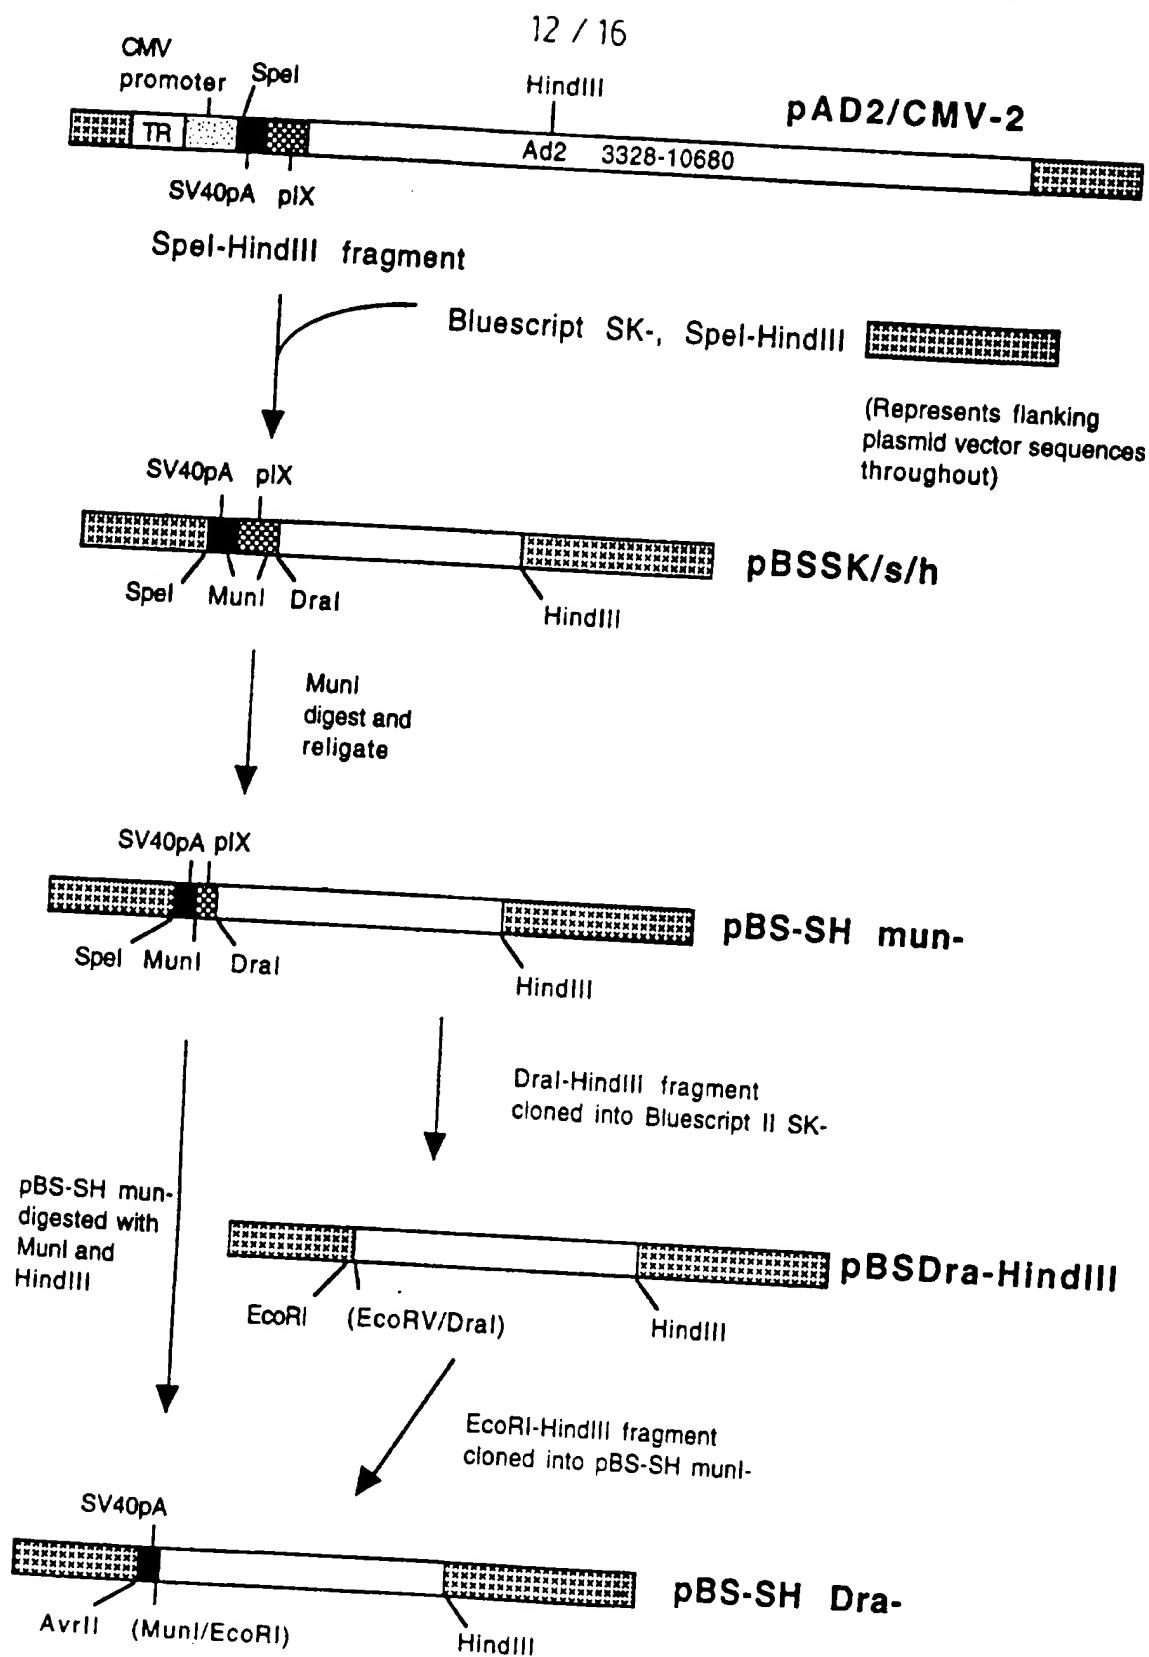 12 / 16
CMV
promoter
SpeI
HindIII
pAD2/CMV-2
TR
Ad2 3328-10680
SV40pA pIX
SpeI-HindIII fragment
Bluescript SK-, SpeI-HindIII
(Represents flanking
plasmid vector sequences
throughout)
SV40pA pIX
pBSSK/s/h
SpeI MunI DraI
HindIII
MunI
digest and
religate
SV40pA pIX
pBS-SH mun-
SpeI MunI DraI
HindIII
DraI-HindIII fragment
cloned into Bluescript II SK-
pBS-SH mun-
digested with
MunI and
HindIII
pBSDra-HindIII
EcoRI (EcoRV/DraI)
HindIII
EcoRI-HindIII fragment
cloned into pBS-SH munI-
SV40pA
pBS-SH Dra-
AvrII (MunI/EcoRI)
HindIII